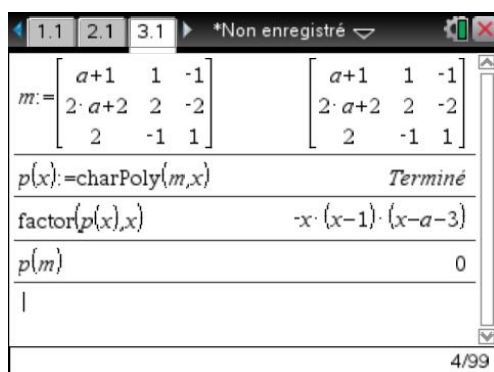 1.1 2.1 3.1 *Non enregistré
m:=[a+1 1 -1; 2·a+2 2 -2; 2 -1 1] [a+1 1 -1; 2·a+2 2 -2; 2 -1 1]
p(x):=charPoly(m,x) Terminé
factor(p(x),x) -x·(x-1)·(x-a-3)
p(m) 0
4/99